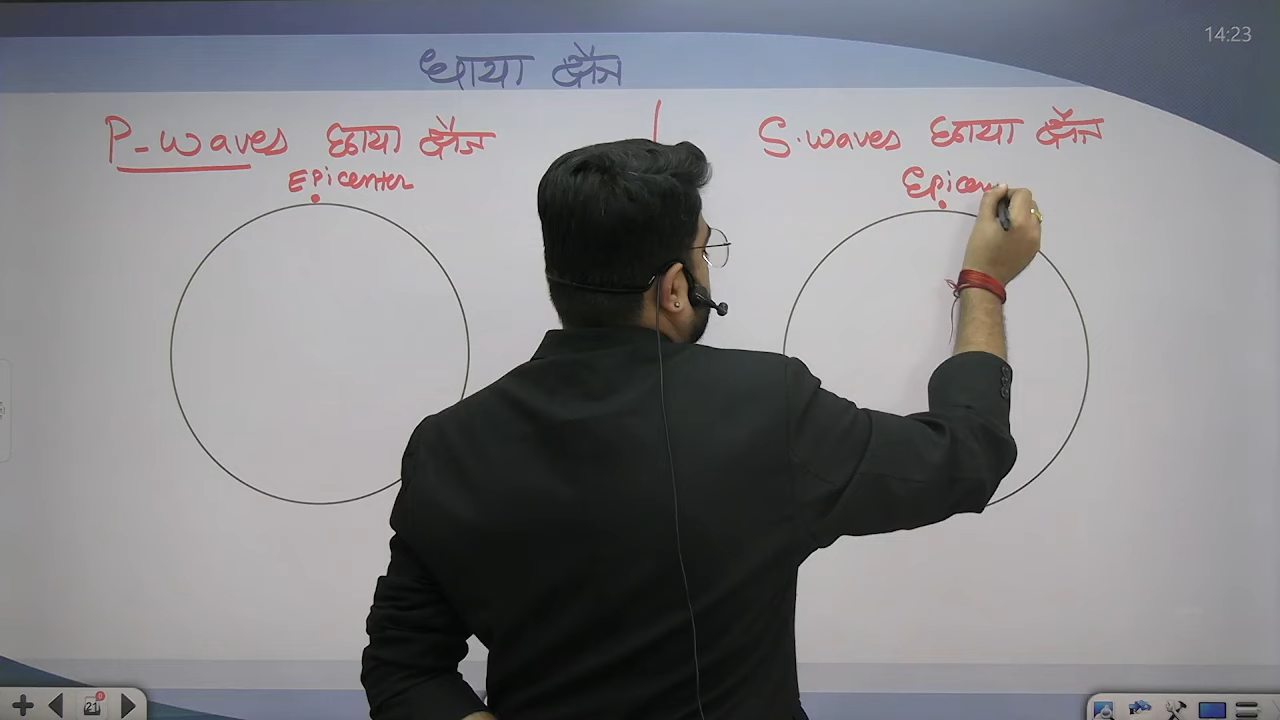 छाया क्षेत्र
P-waves छाया क्षेत्र
Epicenter
S.waves छाया क्षेत्र
14:23
21